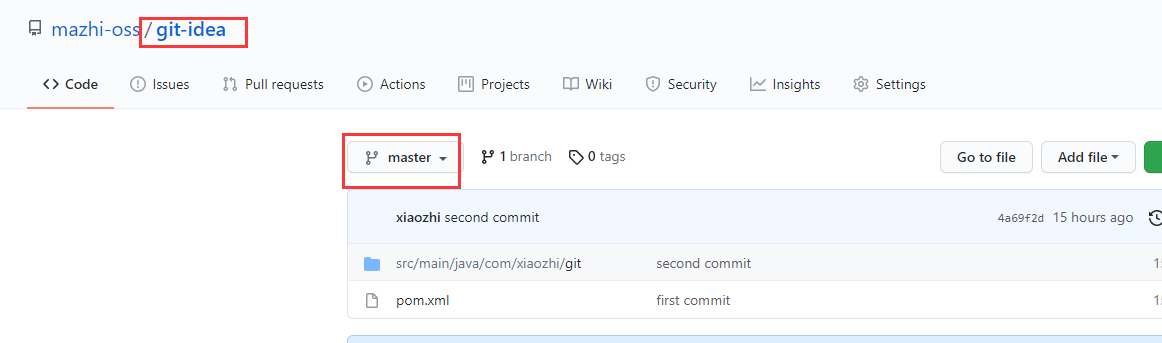 mazhi-oss / git-idea
Code Issues Pull requests Actions Projects Wiki Security Insights Settings
master 1 branch 0 tags Go to file Add file
xiaozhi second commit 4a69f2d 15 hours ago
src/main/java/com/xiaozhi/git second commit
pom.xml first commit